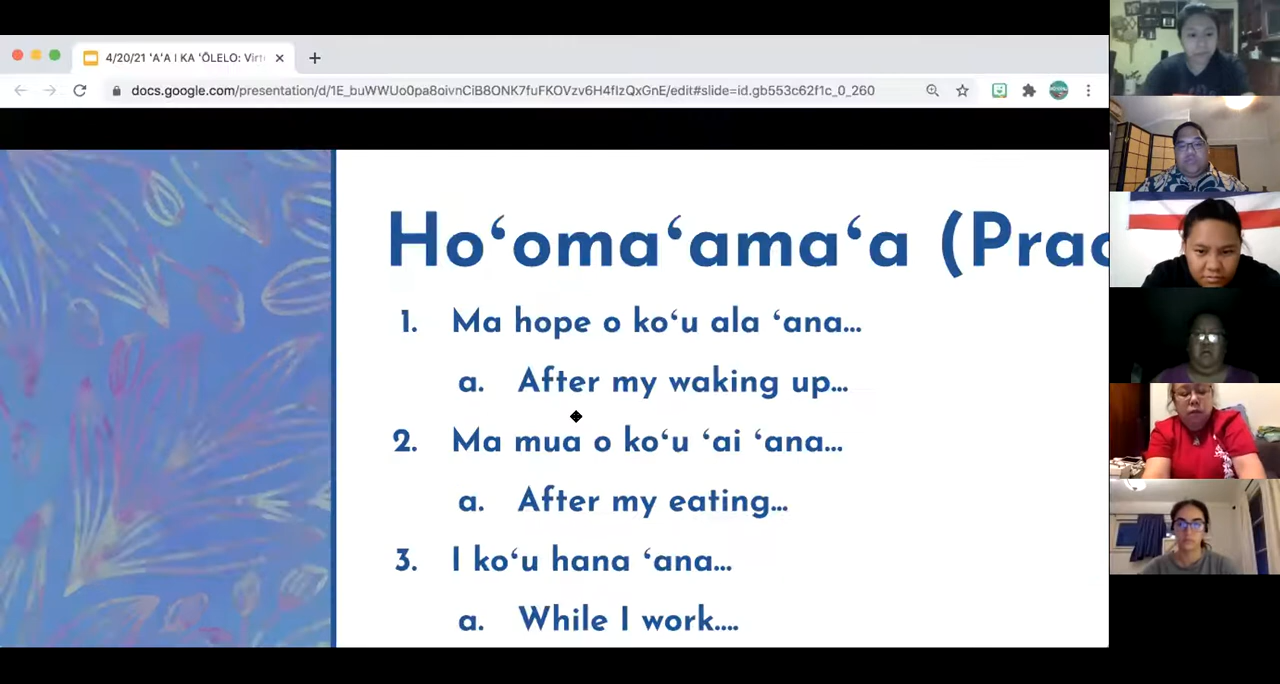 4/20/21 'A'A I KA 'ŌLELO: Virt
docs.google.com/presentation/d/1E_buWWUo0pa8oivnCiB8ONK7fuFKOVzv6H4flzQxGnE/edit#slide=id.gb553c62f1c_0_260
Hoʻomaʻamaʻa (Prac
1. Ma hope o koʻu ala ʻana...
a. After my waking up...
2. Ma mua o koʻu ʻai ʻana...
a. After my eating...
3. I koʻu hana ʻana...
a. While I work....